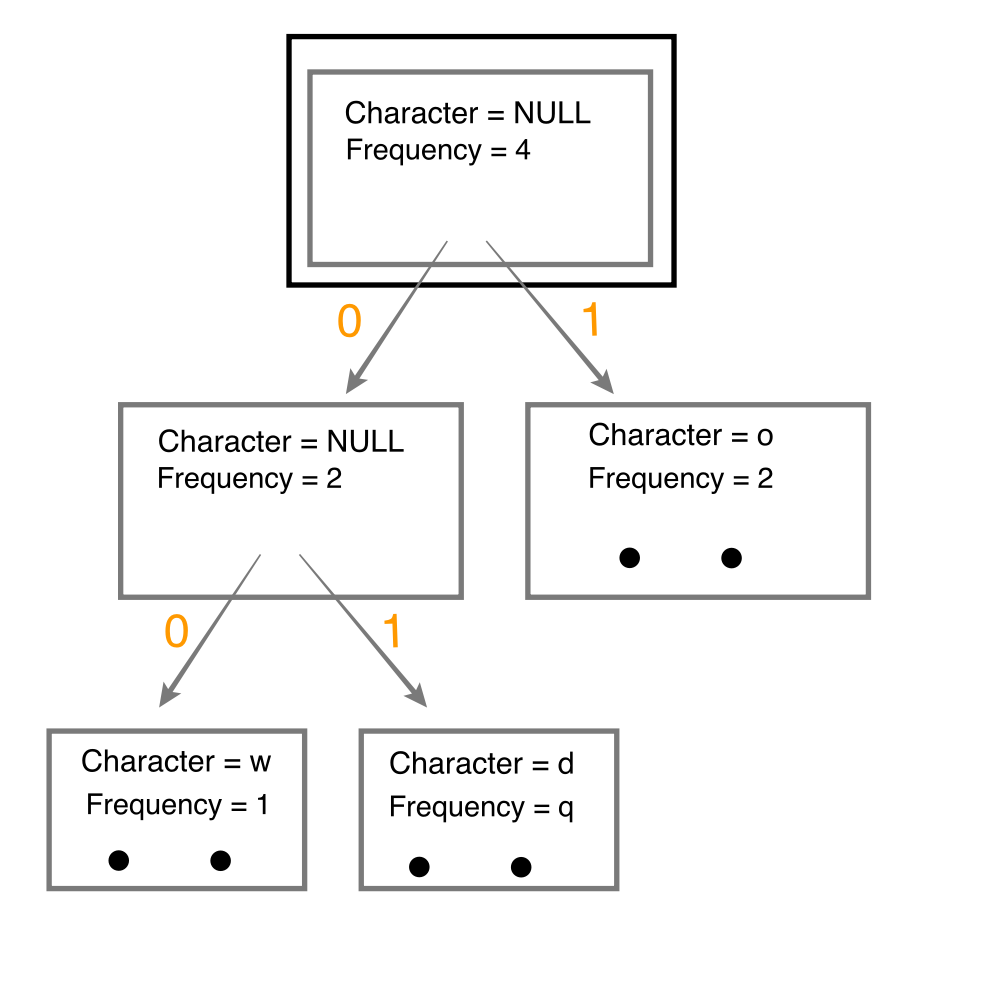 Character = NULL
Frequency = 4
0
1
Character = NULL
Frequency = 2
Character = o
Frequency = 2
0
1
Character = w
Frequency = 1
Character = d
Frequency = q